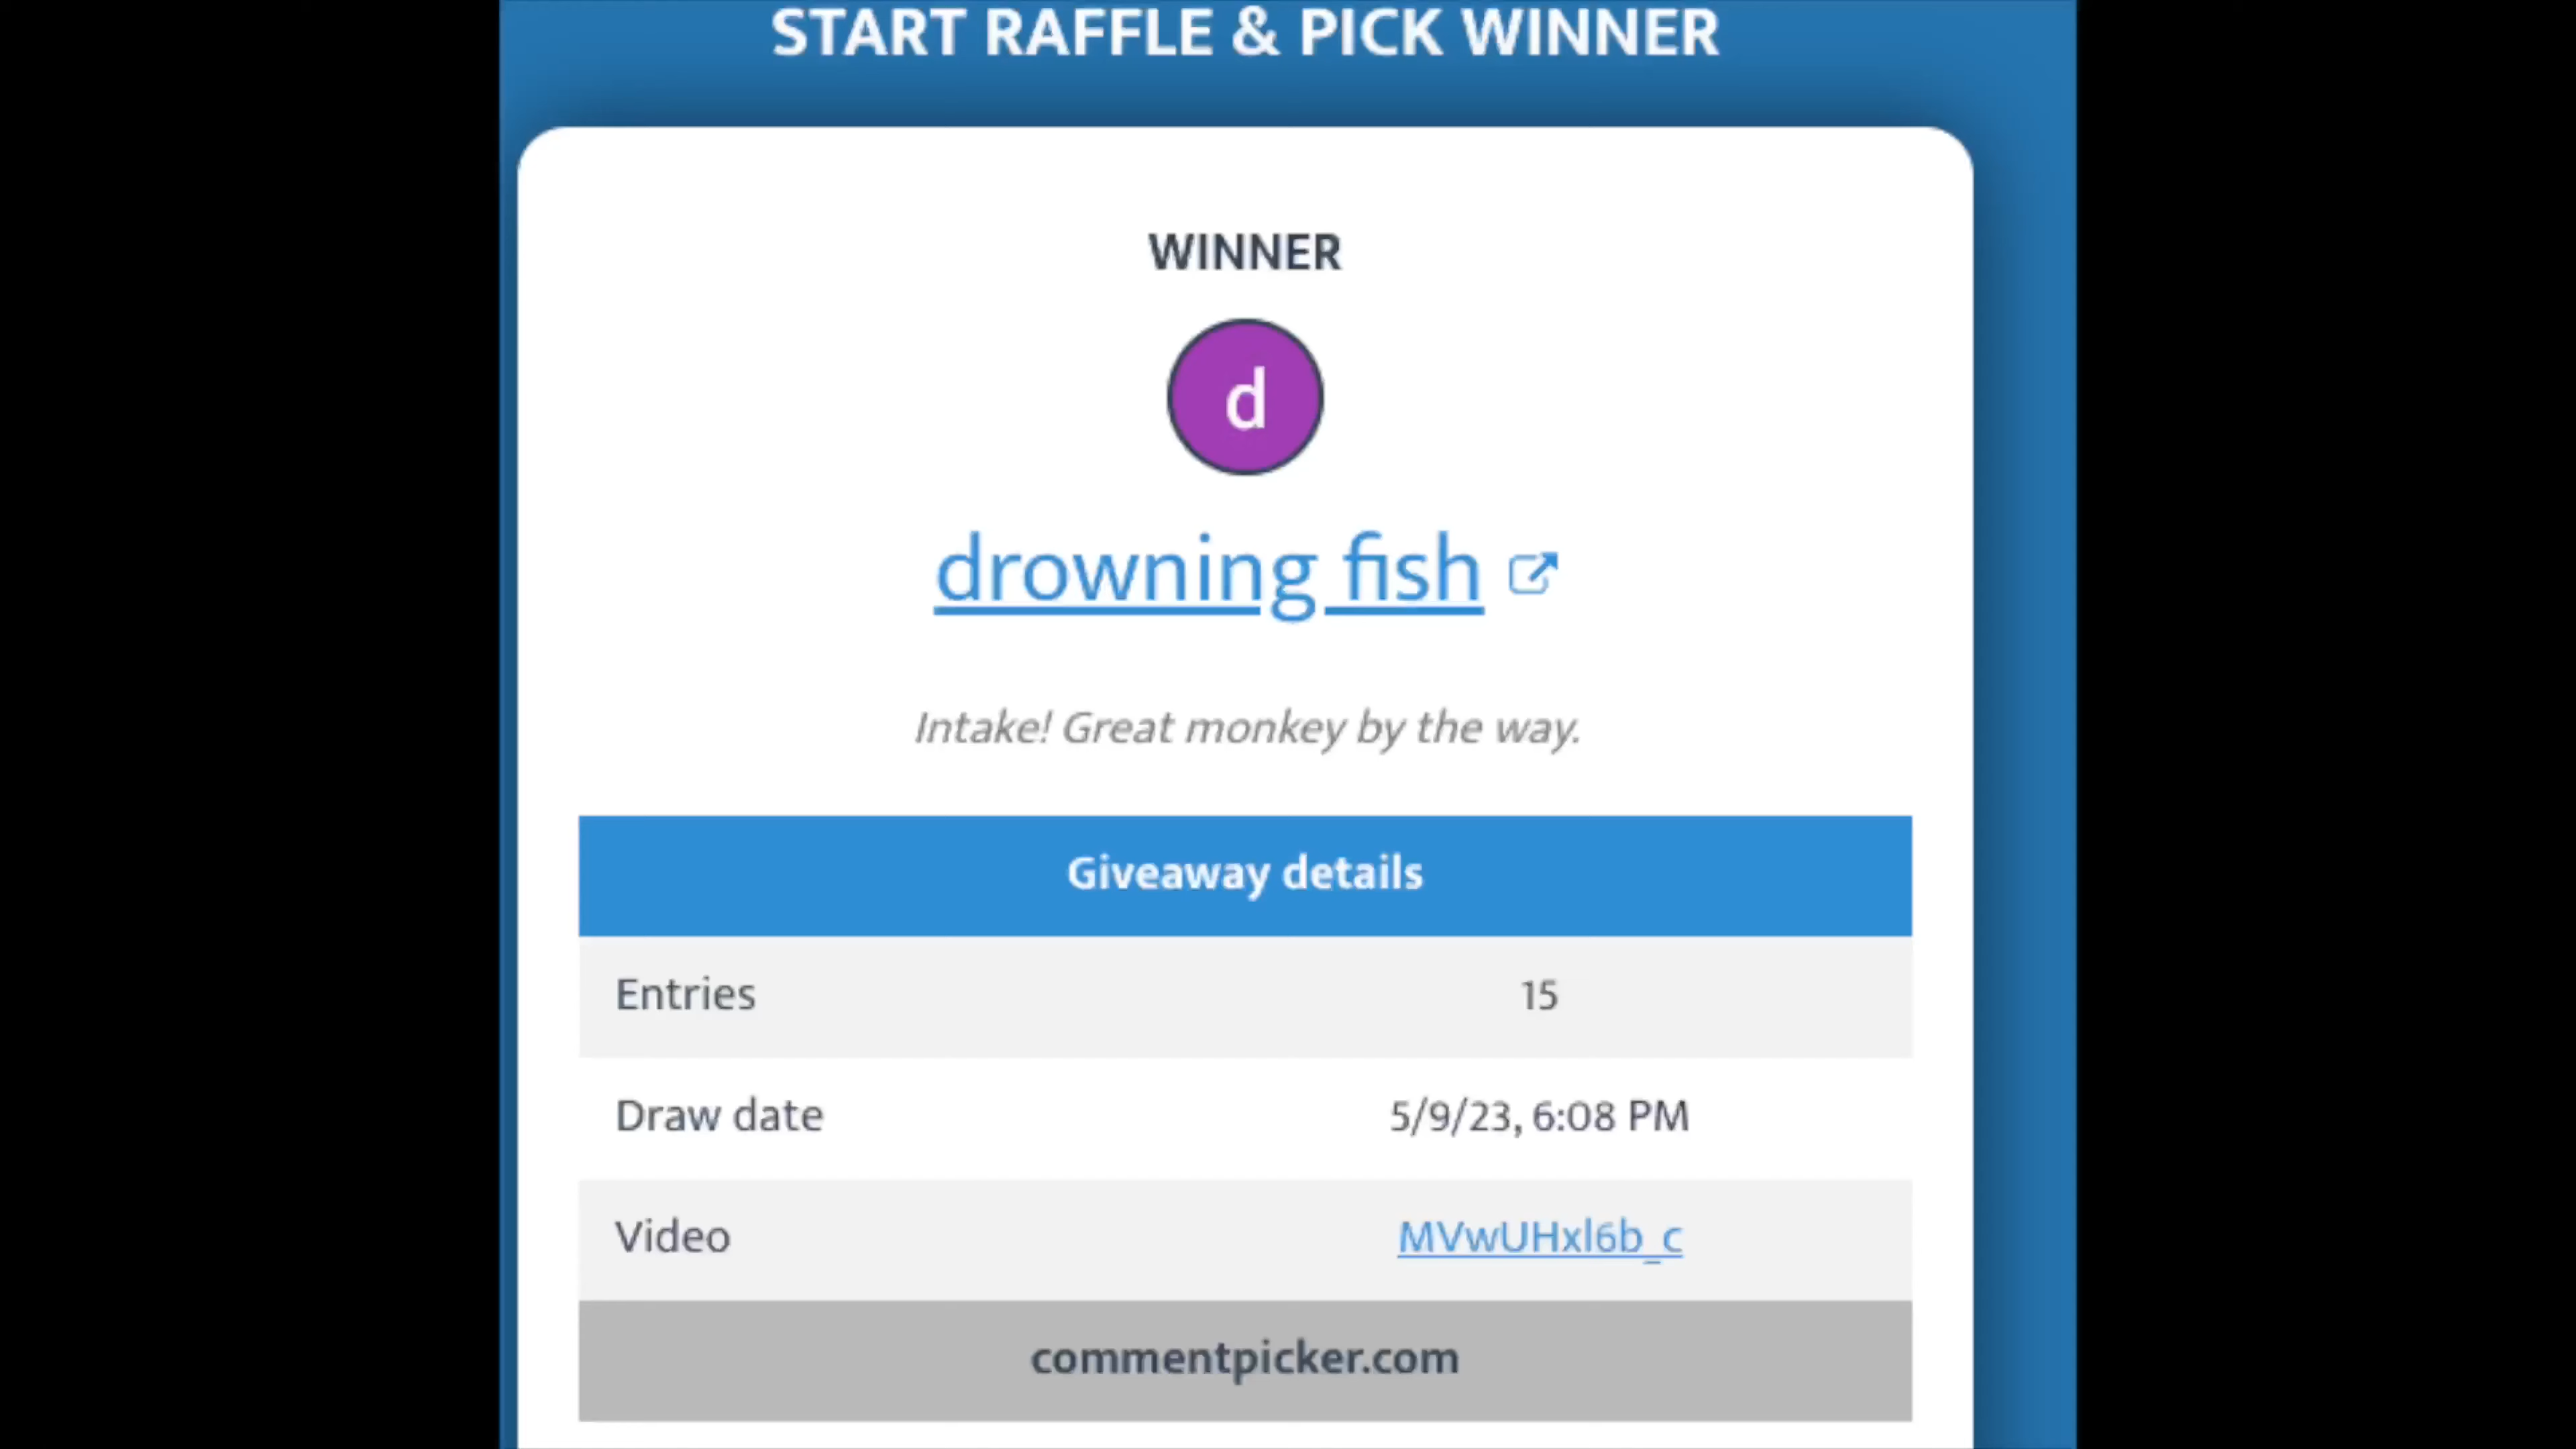 START RAFFLE & PICK WINNER
WINNER
d
drowning fish
Intake! Great monkey by the way.
Giveaway details
Entries 15
Draw date 5/9/23, 6:08 PM
Video MVwUHxl6b_c
commentpicker.com